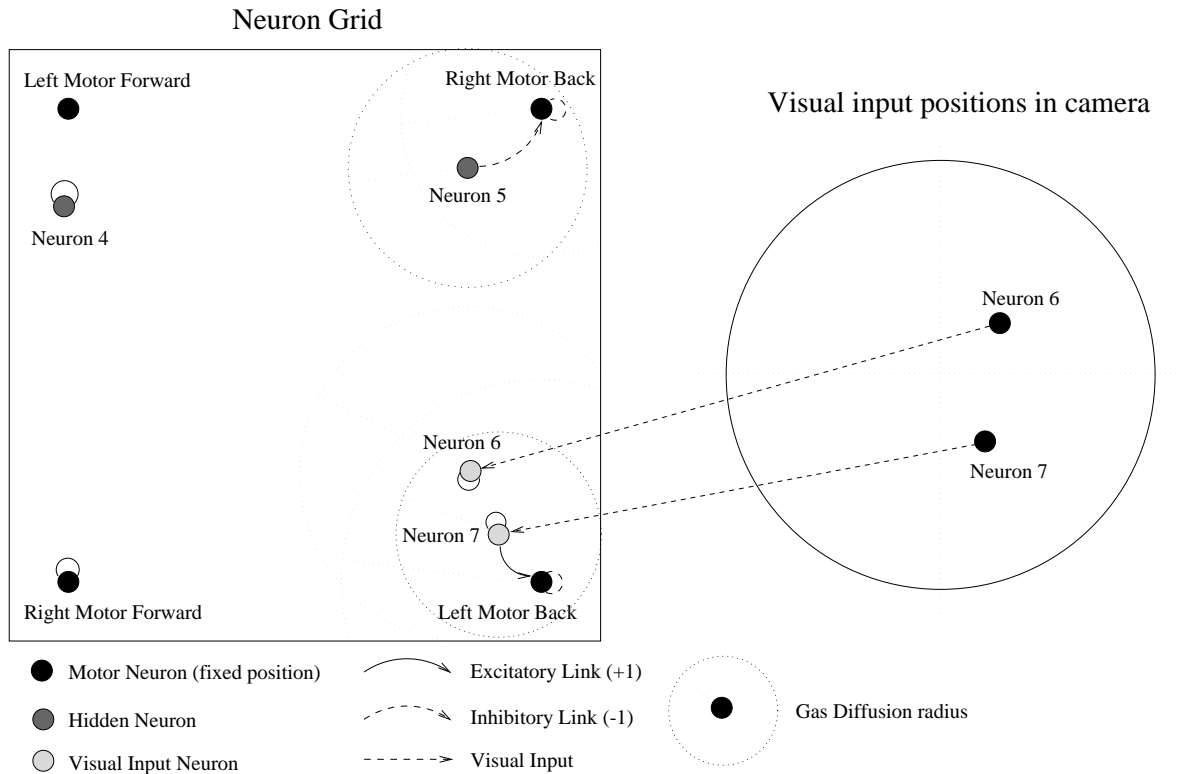 Neuron Grid
Left Motor Forward
Right Motor Back
Visual input positions in camera
Neuron 5
Neuron 4
Neuron 6
Neuron 6
Neuron 7
Neuron 7
Right Motor Forward
Left Motor Back
Motor Neuron (fixed position)
Excitatory Link (+1)
Hidden Neuron
Inhibitory Link (-1)
Gas Diffusion radius
Visual Input Neuron
Visual Input